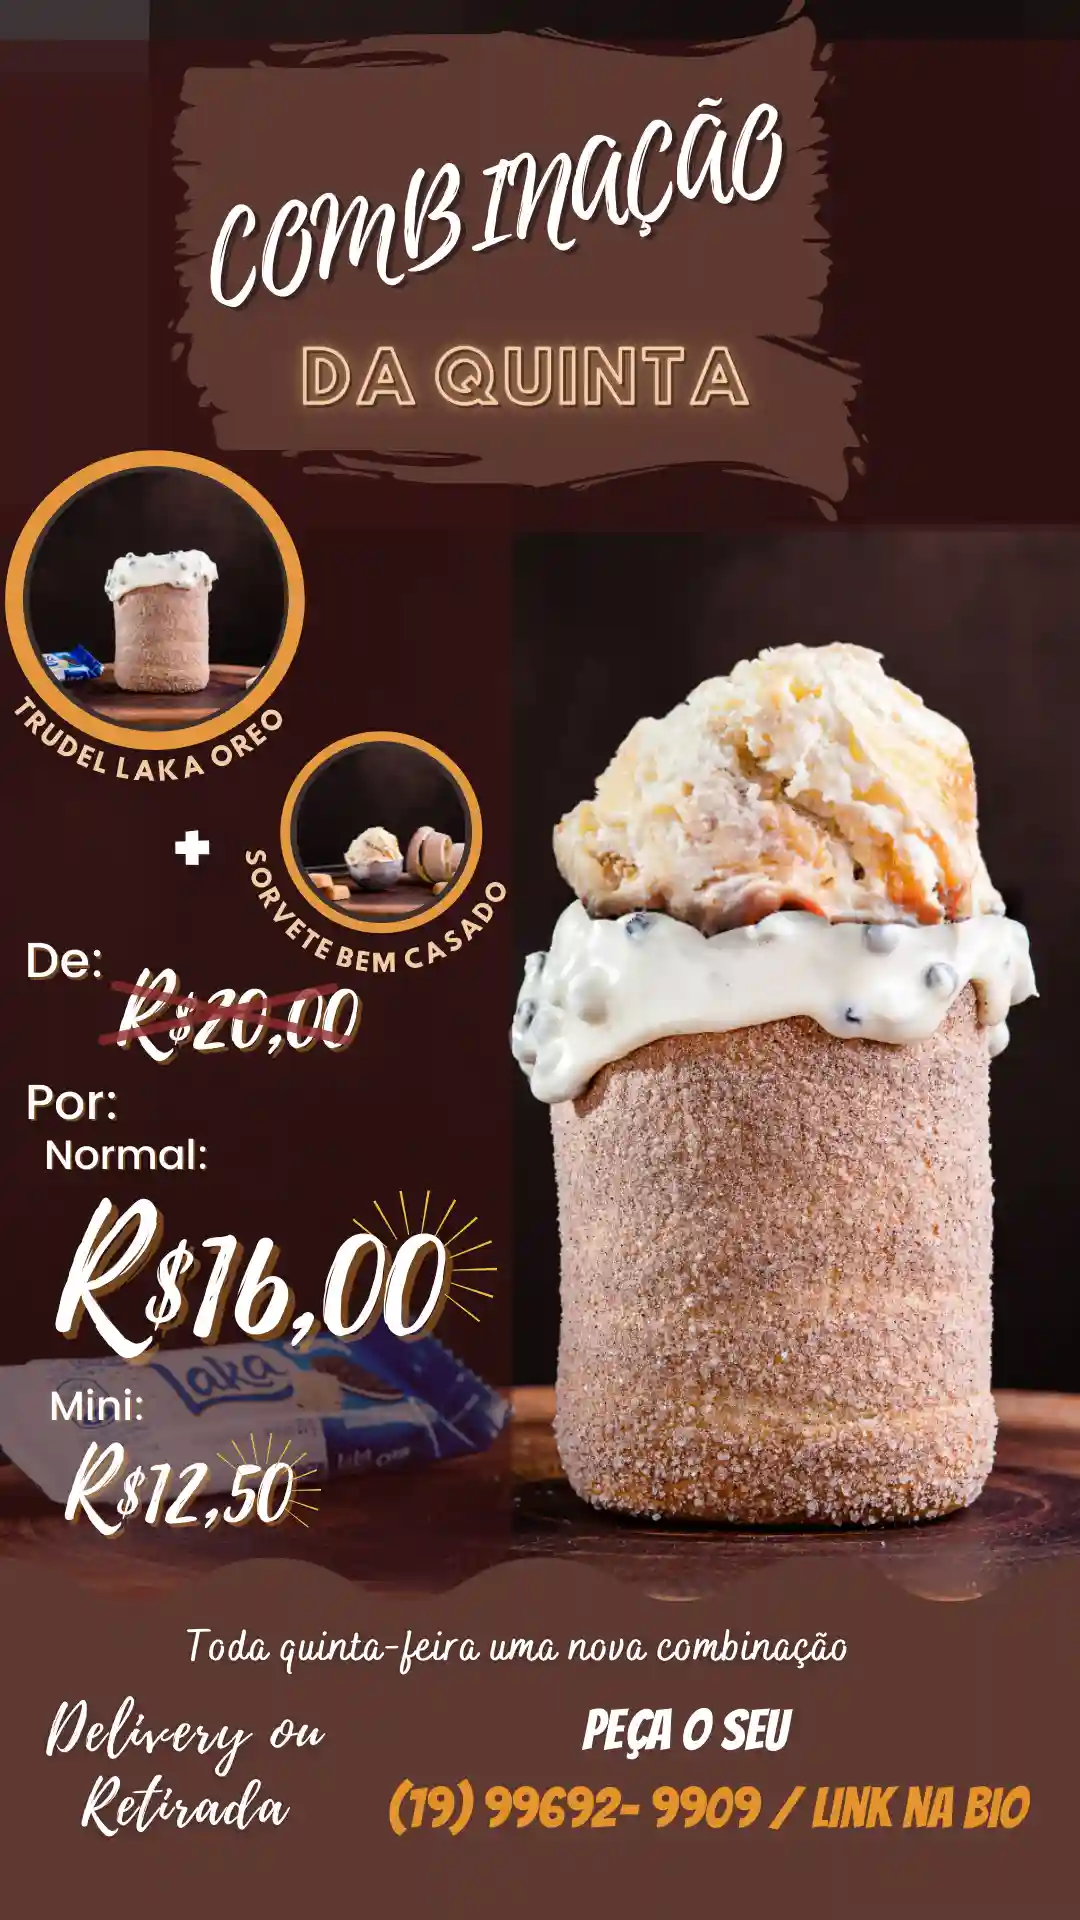 COMBINAÇÃO
DA QUINTA
TRUDEL LAKA OREO
+
SORVETE BEM CASADO
De:
R$20,00
Por:
Normal:
R$16,00
Laka
Mini:
R$12,50
Toda quinta-feira uma nova combinação
Delivery ou
Retirada
PEÇA O SEU
(19) 99692- 9909 / LINK NA BIO